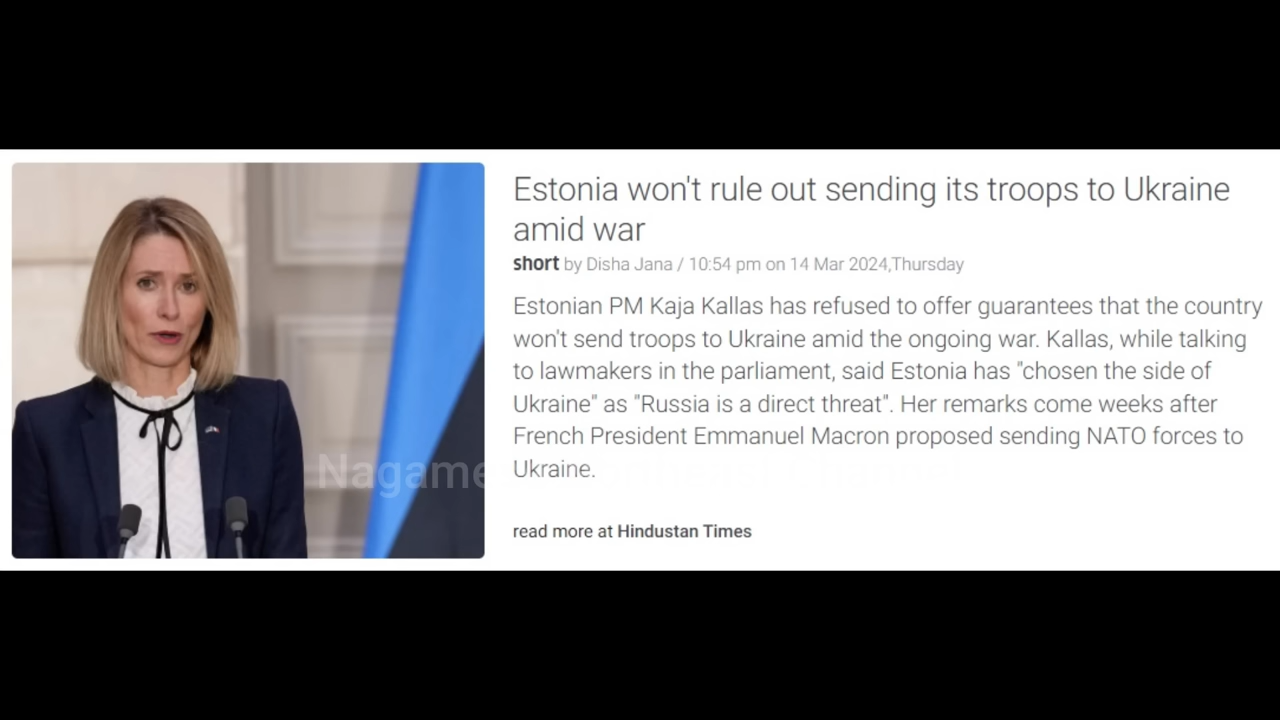 Estonia won't rule out sending its troops to Ukraine
amid war
short by Disha Jana / 10:54 pm on 14 Mar 2024,Thursday
Estonian PM Kaja Kallas has refused to offer guarantees that the country
won't send troops to Ukraine amid the ongoing war. Kallas, while talking
to lawmakers in the parliament, said Estonia has "chosen the side of
Ukraine" as "Russia is a direct threat". Her remarks come weeks after
French President Emmanuel Macron proposed sending NATO forces to
Ukraine.
read more at Hindustan Times